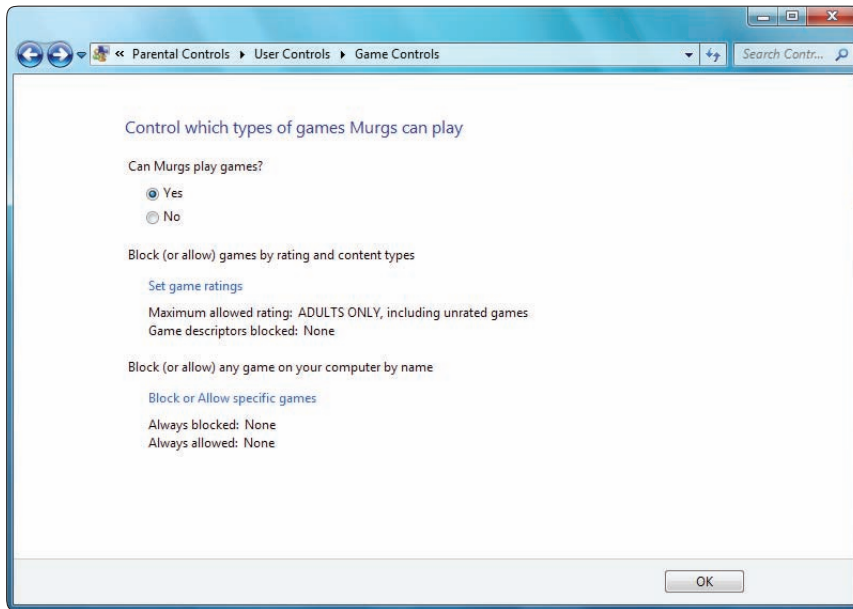 « Parental Controls ▸ User Controls ▸ Game Controls
Search Contr...
Control which types of games Murgs can play
Can Murgs play games?
Yes
No
Block (or allow) games by rating and content types
Set game ratings
Maximum allowed rating: ADULTS ONLY, including unrated games
Game descriptors blocked: None
Block (or allow) any game on your computer by name
Block or Allow specific games
Always blocked: None
Always allowed: None
OK